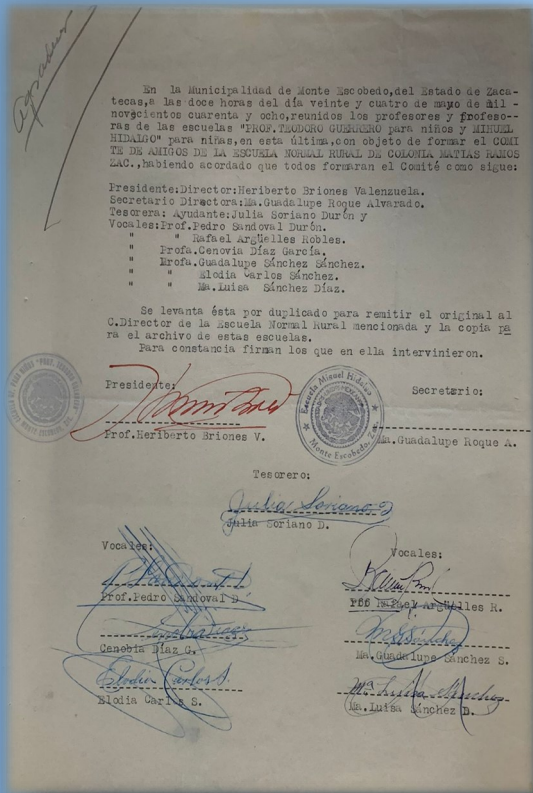 Agradecer
En la Municipalidad de Monte Escobedo,del Estado de Zaca-
tecas,a las doce horas del día veinte y cuatro de mayo de mil -
novecientos cuarenta y ocho,reunidos los profesores y profeso--
ras de las escuelas "PROF.TEODORO GUERRERO para niños y MIHUEL
HIDALGO" para niñas,en esta última,con objeto de formar el COMI
TE DE AMIGOS DE LA ESCUELA NORMAL RURAL DE COLONIA MATIAS RAMOS
ZAC.,habiendo acordado que todos formaran el Comité como sigue:
Presidente:Director:Heriberto Briones Valenzuela.
Secretario Directora:Ma.Guadalupe Roque Alvarado.
Tesorera: Ayudante:Julia Soriano Durón y
Vocales:Prof.Pedro Sandoval Durón.
" " Rafael Argüelles Robles.
" Profa.Cenovia Díaz García.
" Profa.Guadalupe Sánchez Sánchez.
" " Elodia Carlos Sánchez.
" " Ma.Luisa Sánchez Díaz.
Se levanta ésta por duplicado para remitir el original al
C.Director de la Escuela Normal Rural mencionada y la copia pa
ra el archivo de estas escuelas.
Para constancia firman los que en ella intervinieron.
Presidente:
Secretario:
Escuela Miguel Hidalgo
Monte Escobedo, Zac.
Prof.Heriberto Briones V.
Ma.Guadalupe Roque A.
Tesorero:
Julia Soriano D
Julia Soriano D.
Vocales:
Vocales:
Prof.Pedro Sandoval D
Rafael Argüelles R.
Cenobia Díaz G.
Ma.Guadalupe Sánchez S.
Elodia Carlos S.
Ma. Luisa Sánchez
Elodia Carlos S.
Ma.Luisa Sánchez D.